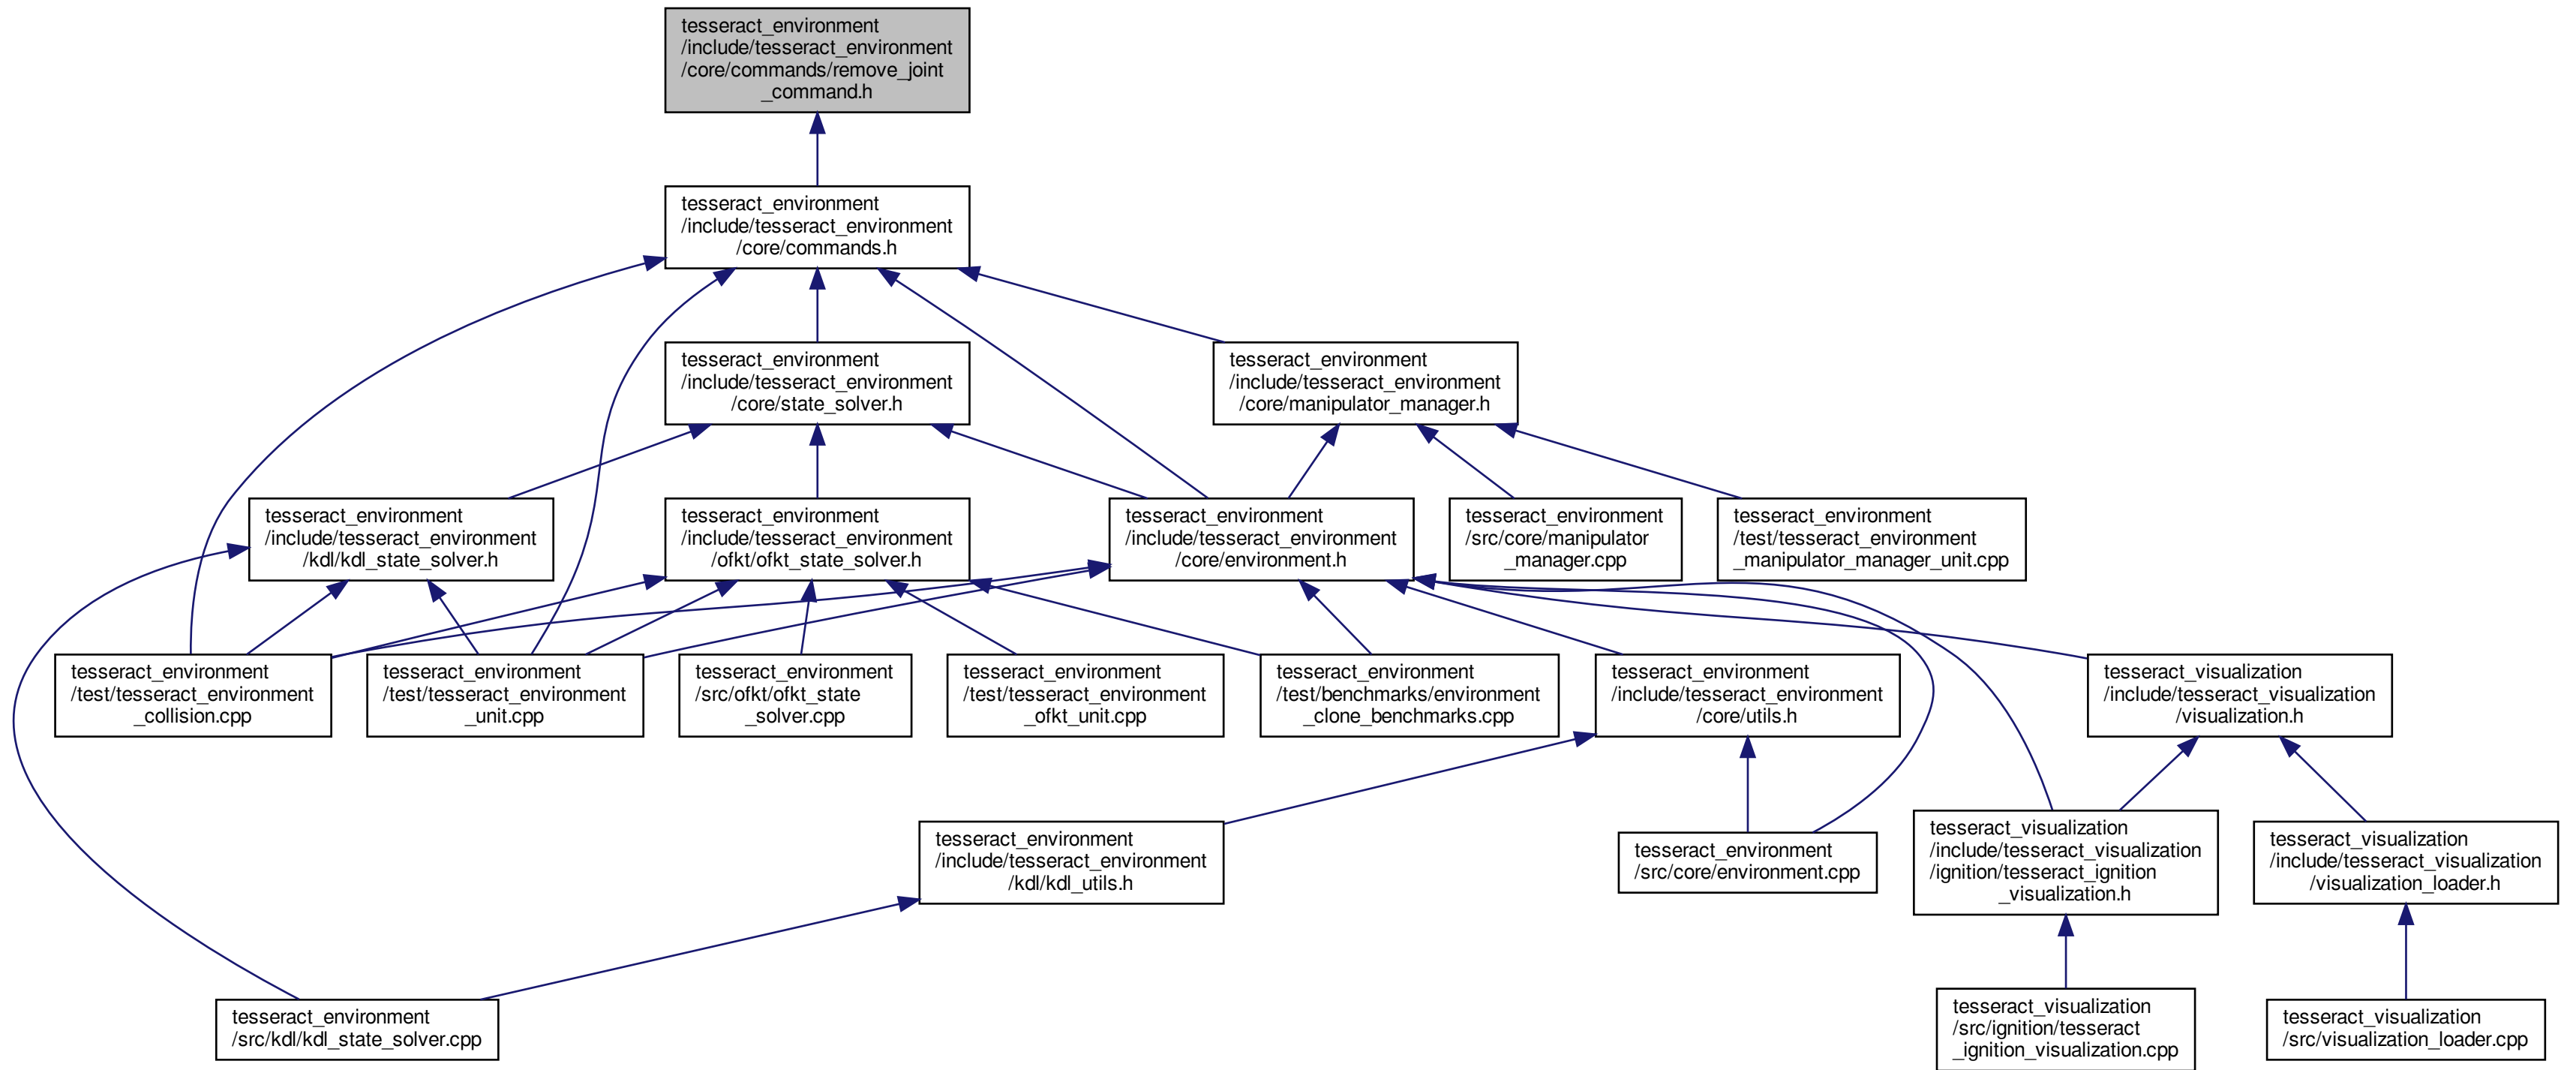 tesseract_environment
/include/tesseract_environment
/core/commands/remove_joint
_command.h
tesseract_environment
/include/tesseract_environment
/core/commands.h
tesseract_environment
/include/tesseract_environment
/core/state_solver.h
tesseract_environment
/include/tesseract_environment
/core/manipulator_manager.h
tesseract_environment
/include/tesseract_environment
/kdl/kdl_state_solver.h
tesseract_environment
/include/tesseract_environment
/ofkt/ofkt_state_solver.h
tesseract_environment
/include/tesseract_environment
/core/environment.h
tesseract_environment
/src/core/manipulator
_manager.cpp
tesseract_environment
/test/tesseract_environment
_manipulator_manager_unit.cpp
tesseract_environment
/test/tesseract_environment
_collision.cpp
tesseract_environment
/test/tesseract_environment
_unit.cpp
tesseract_environment
/src/ofkt/ofkt_state
_solver.cpp
tesseract_environment
/test/tesseract_environment
_ofkt_unit.cpp
tesseract_environment
/test/benchmarks/environment
_clone_benchmarks.cpp
tesseract_environment
/include/tesseract_environment
/core/utils.h
tesseract_visualization
/include/tesseract_visualization
/visualization.h
tesseract_environment
/include/tesseract_environment
/kdl/kdl_utils.h
tesseract_environment
/src/core/environment.cpp
tesseract_visualization
/include/tesseract_visualization
/ignition/tesseract_ignition
_visualization.h
tesseract_visualization
/include/tesseract_visualization
/visualization_loader.h
tesseract_environment
/src/kdl/kdl_state_solver.cpp
tesseract_visualization
/src/ignition/tesseract
_ignition_visualization.cpp
tesseract_visualization
/src/visualization_loader.cpp